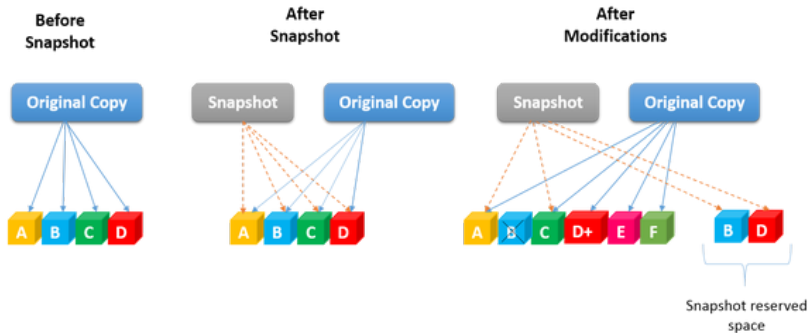 Before
Snapshot
After
Snapshot
After
Modifications
Original Copy
Snapshot
Original Copy
Snapshot
Original Copy
A B C D
A B C D
A B C D+ E F
B D
Snapshot reserved
space